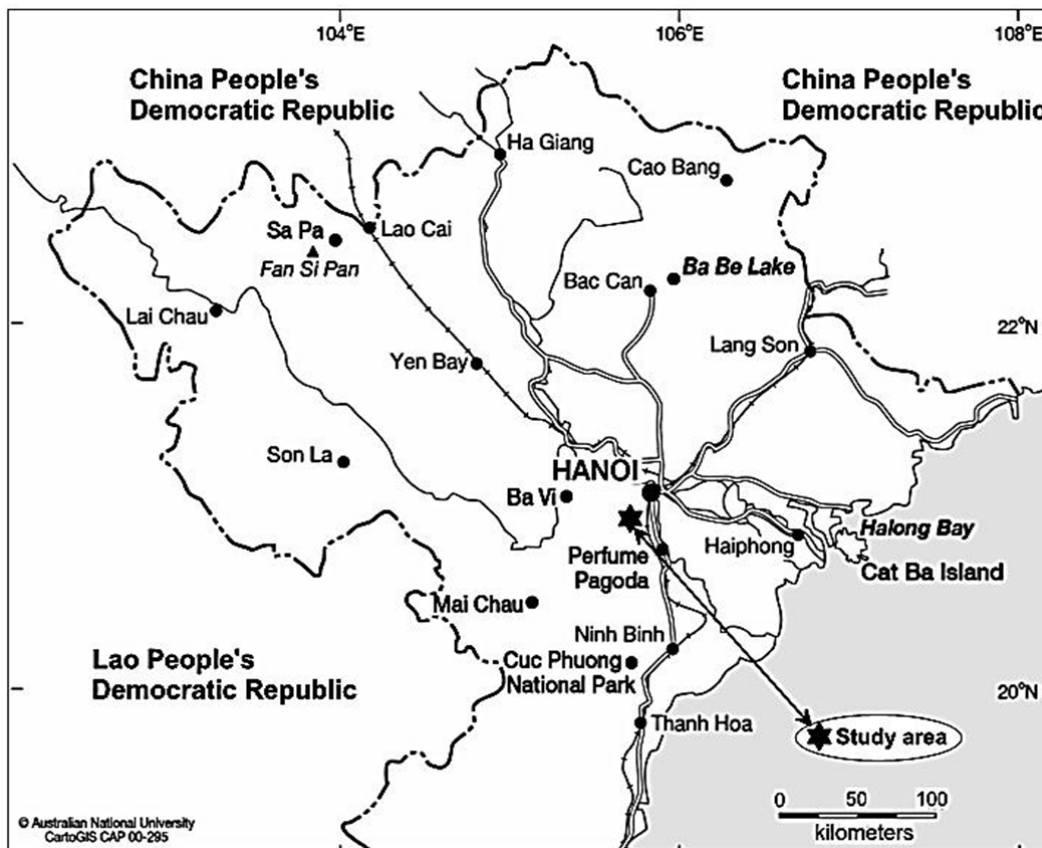 104°E
106°E
108°E
China People's
Democratic Republic
China People's
Democratic Republic
Ha Giang
Cao Bang
Sa Pa
Lao Cai
Fan Si Pan
Ba Be Lake
Bac Can
Lai Chau
22°N
Lang Son
Yen Bay
Son La
HANOI
Ba Vi
Halong Bay
Haiphong
Perfume
Pagoda
Cat Ba Island
Mai Chau
Ninh Binh
Lao People's
Democratic Republic
Cuc Phuong
National Park
20°N
Thanh Hoa
Study area
0 50 100
kilometers
© Australian National University
CartoGIS CAP 00-295